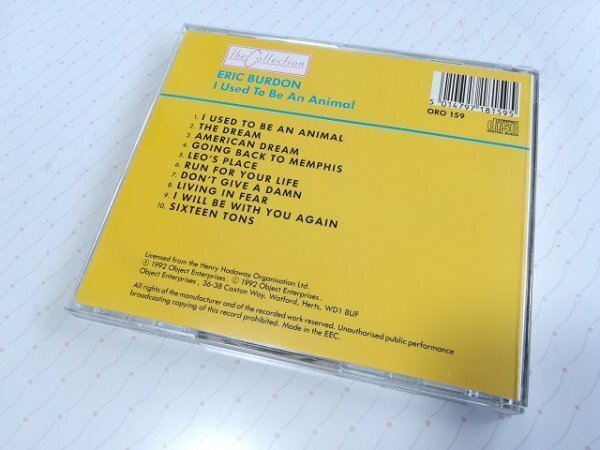 the Collection
ERIC BURDON
I Used To Be An Animal
5 014797 181595
ORO 159
COMPACT
disc
DIGITAL AUDIO
1. I USED TO BE AN ANIMAL
2. THE DREAM
3. AMERICAN DREAM
4. GOING BACK TO MEMPHIS
5. LEO'S PLACE
6. RUN FOR YOUR LIFE
7. DON'T GIVE A DAMN
8. LIVING IN FEAR
9. I WILL BE WITH YOU AGAIN
10. SIXTEEN TONS
Licensed from the Henry Hadaway Organisation Ltd.
℗ 1992 Object Enterprises, © 1992 Object Enterprises,
Object Enterprises, 36-38 Caxton Way, Watford, Herts, WD1 8UF
All rights of the manufacturer and of the recorded work reserved. Unauthorised public performance
broadcasting copying of this record prohibited. Made in the EEC.